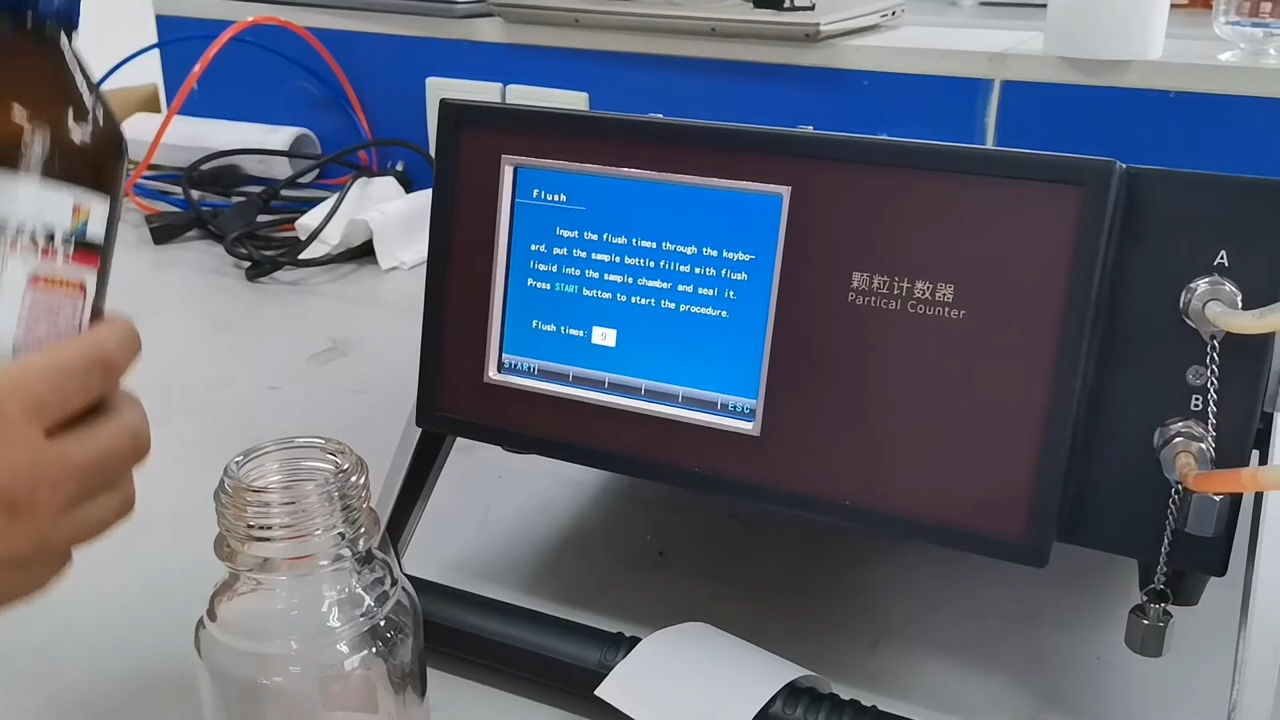 Flush
Input the flush times through the keybo-
ard, put the sample bottle filled with flush
liquid into the sample chamber and seal it.
Press START button to start the procedure.
Flush times: 9
START
ESC
颗粒计数器
Partical Counter
A
B